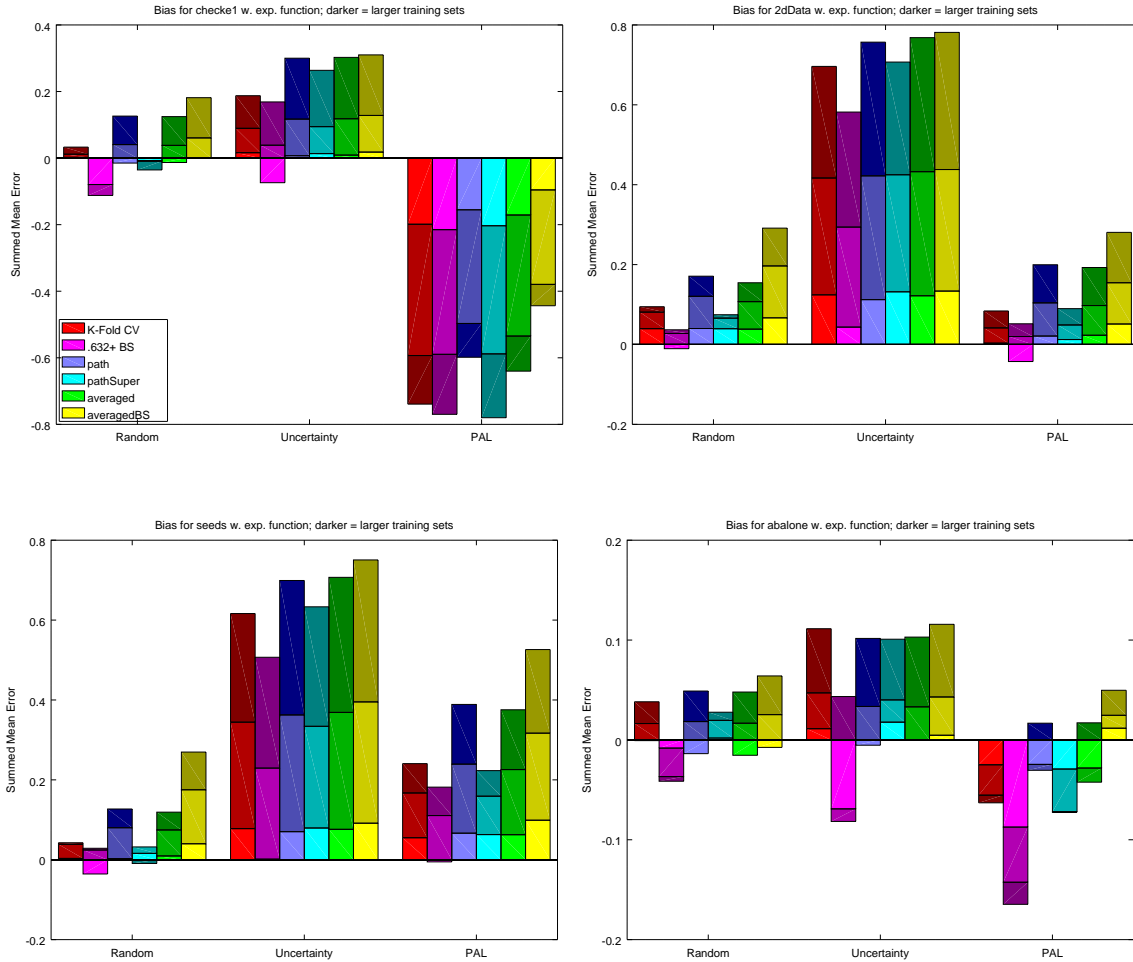 Bias for checke1 w. exp. function; darker = larger training sets
0.4
0.2
0
-0.2
-0.4
-0.6
-0.8
Summed Mean Error
K-Fold CV
.632+ BS
path
pathSuper
averaged
averagedBS
Random
Uncertainty
PAL
Bias for 2dData w. exp. function; darker = larger training sets
0.8
0.6
0.4
0.2
0
-0.2
Summed Mean Error
Random
Uncertainty
PAL
Bias for seeds w. exp. function; darker = larger training sets
0.8
0.6
0.4
0.2
0
-0.2
Summed Mean Error
Random
Uncertainty
PAL
Bias for abalone w. exp. function; darker = larger training sets
0.2
0.1
0
-0.1
-0.2
Summed Mean Error
Random
Uncertainty
PAL